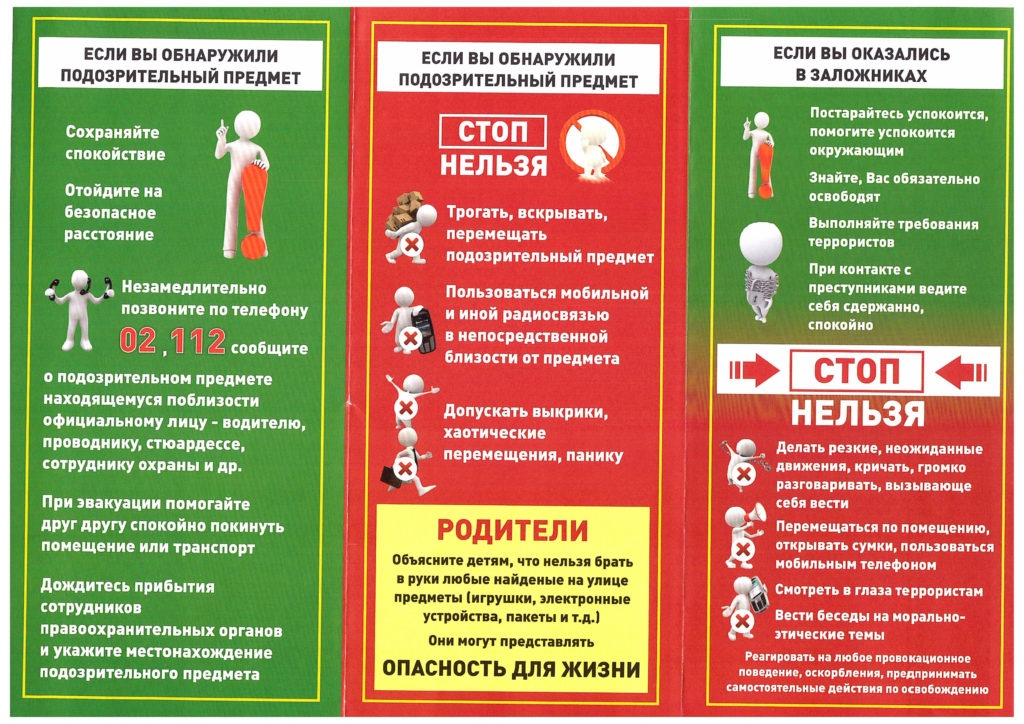 ЕСЛИ ВЫ ОБНАРУЖИЛИ
ПОДОЗРИТЕЛЬНЫЙ ПРЕДМЕТ
Сохраняйте
спокойствие
Отойдите на
безопасное
расстояние
Незамедлительно
позвоните по телефону
02 , 112 сообщите
о подозрительном предмете
находящемуся поблизости
официальному лицу - водителю,
проводнику, стюардессе,
сотруднику охраны и др.
При эвакуации помогайте
друг другу спокойно покинуть
помещение или транспорт
Дождитесь прибытия
сотрудников
правоохранительных органов
и укажите местонахождение
подозрительного предмета
ЕСЛИ ВЫ ОБНАРУЖИЛИ
ПОДОЗРИТЕЛЬНЫЙ ПРЕДМЕТ
СТОП
НЕЛЬЗЯ
Трогать, вскрывать,
перемещать
подозрительный предмет
Пользоваться мобильной
и иной радиосвязью
в непосредственной
близости от предмета
Допускать выкрики,
хаотические
перемещения, панику
РОДИТЕЛИ
Объясните детям, что нельзя брать
в руки любые найденые на улице
предметы (игрушки, электронные
устройства, пакеты и т.д.)
Они могут представлять
ОПАСНОСТЬ ДЛЯ ЖИЗНИ
ЕСЛИ ВЫ ОКАЗАЛИСЬ
В ЗАЛОЖНИКАХ
Постарайтесь успокоится,
помогите успокоится
окружающим
Знайте, Вас обязательно
освободят
Выполняйте требования
террористов
При контакте с
преступниками ведите
себя сдержанно,
спокойно
СТОП
НЕЛЬЗЯ
Делать резкие, неожиданные
движения, кричать, громко
разговаривать, вызывающе
себя вести
Перемещаться по помещению,
открывать сумки, пользоваться
мобильным телефоном
Смотреть в глаза террористам
Вести беседы на морально-
этические темы
Реагировать на любое провокационное
поведение, оскорбления, предпринимать
самостоятельные действия по освобождению